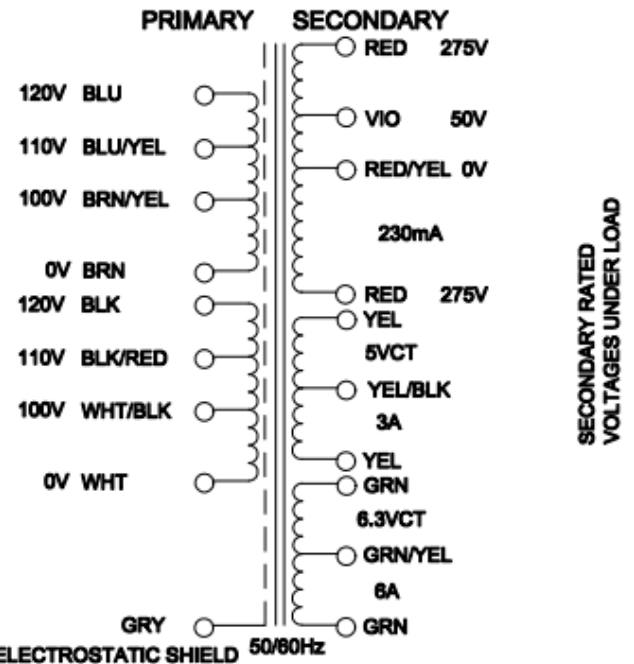 PRIMARY SECONDARY
RED 275V
120V BLU
VIO 50V
110V BLU/YEL
RED/YEL 0V
100V BRN/YEL
230mA
0V BRN
RED 275V
120V BLK
YEL
5VCT
110V BLK/RED
YEL/BLK
100V WHT/BLK
3A
YEL
0V WHT
GRN
6.3VCT
GRN/YEL
6A
GRY
GRN
ELECTROSTATIC SHIELD 50/60Hz
SECONDARY RATED
VOLTAGES UNDER LOAD